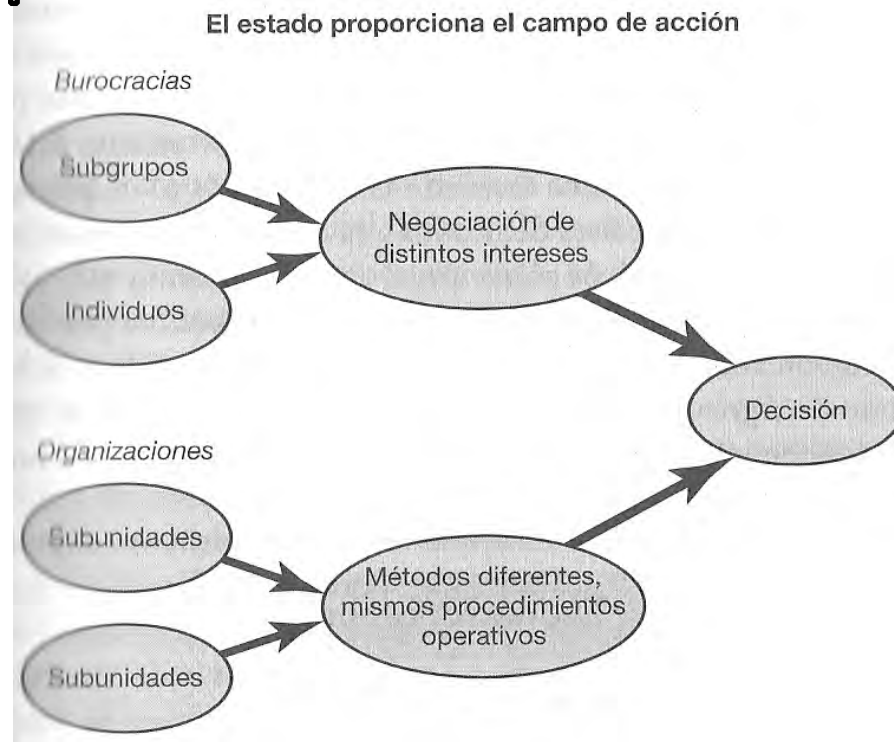 El estado proporciona el campo de acción
Burocracias
Subgrupos
Individuos
Negociación de
distintos intereses
Decisión
Organizaciones
Subunidades
Subunidades
Métodos diferentes,
mismos procedimientos
operativos